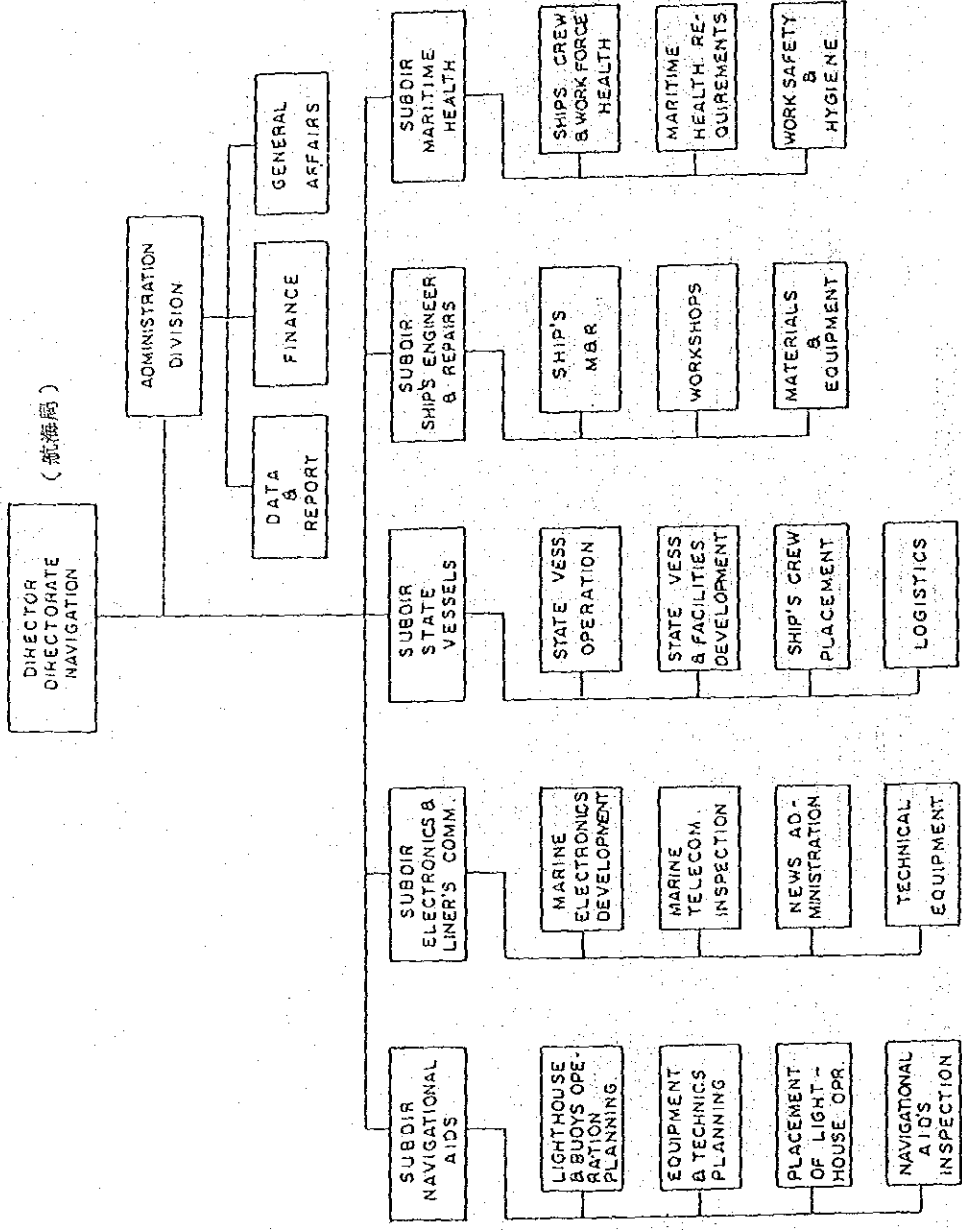 DIRECTOR
DIRECTORATE
NAVIGATION
(航海局)
ADMINISTRATION
DIVISION
DATA
&
REPORT
FINANCE
GENERAL
AFFAIRS
SUBDIR
NAVIGATIONAL
AIDS
LIGHTHOUSE
& BUOYS OPE-
RATION
PLANNING
EQUIPMENT
& TECHNICS
PLANNING
PLACEMENT
OF LIGHT-
HOUSE OPR.
NAVIGATIONAL
AID'S
INSPECTION
SUBDIR
ELECTRONICS &
LINER'S COMM.
MARINE
ELECTRONICS
DEVELOPMENT
MARINE
TELECOM.
INSPECTION
NEWS AD-
MINISTRATION
TECHNICAL
EQUIPMENT
SUBDIR
STATE
VESSELS
STATE VESS
OPERATION
STATE VESS
& FACILITIES
DEVELOPMENT
SHIP'S CREW
PLACEMENT
LOGISTICS
SUBDIR
SHIP'S ENGINEER
& REPAIRS
SHIP'S
M&R
WORKSHOPS
MATERIALS
&
EQUIPMENT
SUBDIR
MARITIME
HEALTH
SHIPS CREW
& WORK FORCE
HEALTH
MARITIME
HEALTH RE-
QUIREMENTS
WORK SAFETY
&
HYGIENE